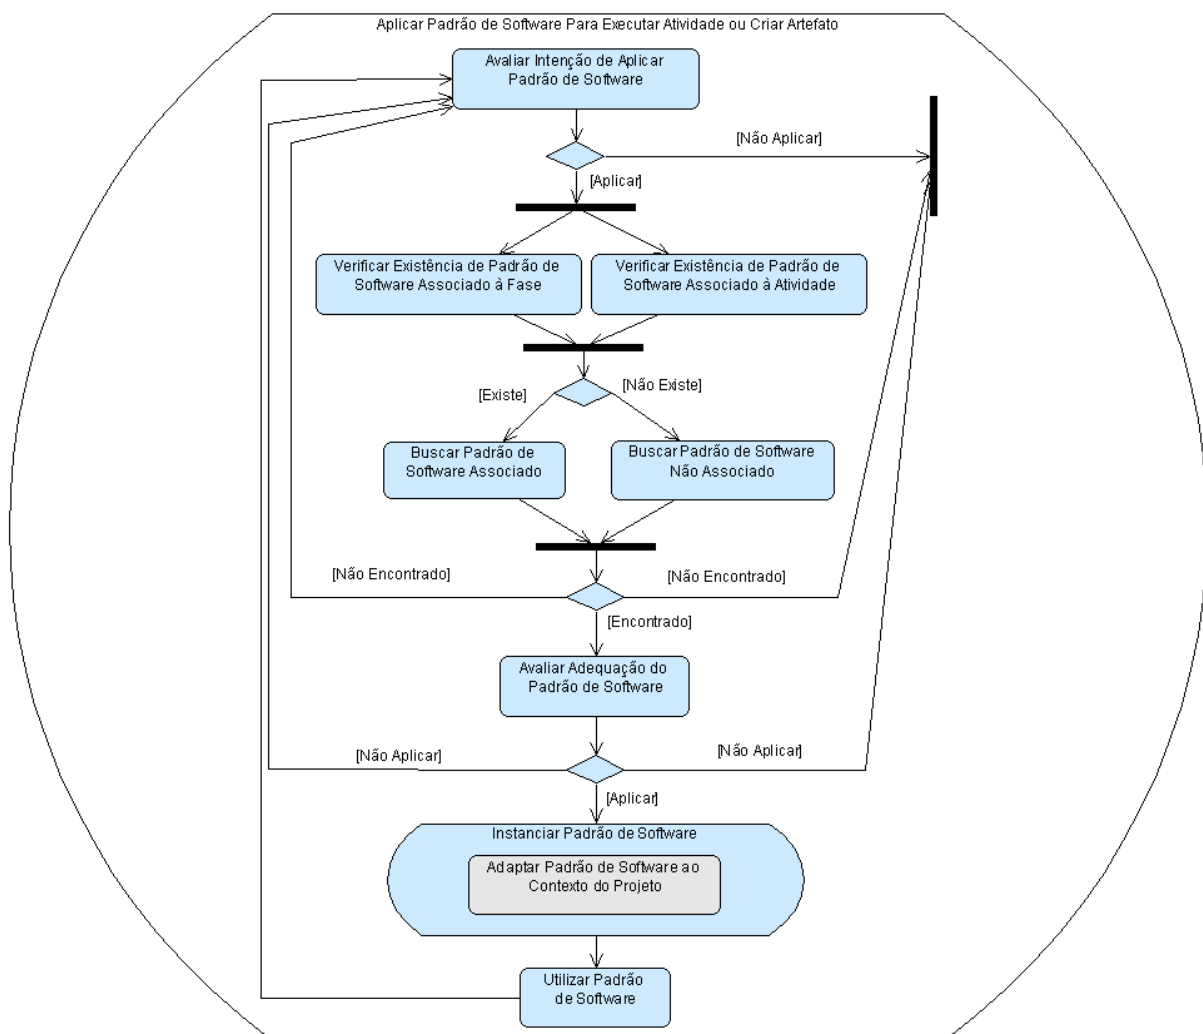 Aplicar Padrão de Software Para Executar Atividade ou Criar Artefato
Avaliar Intenção de Aplicar
Padrão de Software
[Não Aplicar]
[Aplicar]
Verificar Existência de Padrão de
Software Associado à Fase
Verificar Existência de Padrão de
Software Associado à Atividade
[Existe]
[Não Existe]
Buscar Padrão de
Software Associado
Buscar Padrão de Software
Não Associado
[Não Encontrado]
[Não Encontrado]
[Encontrado]
Avaliar Adequação do
Padrão de Software
[Não Aplicar]
[Não Aplicar]
[Aplicar]
Instanciar Padrão de Software
Adaptar Padrão de Software ao
Contexto do Projeto
Utilizar Padrão
de Software